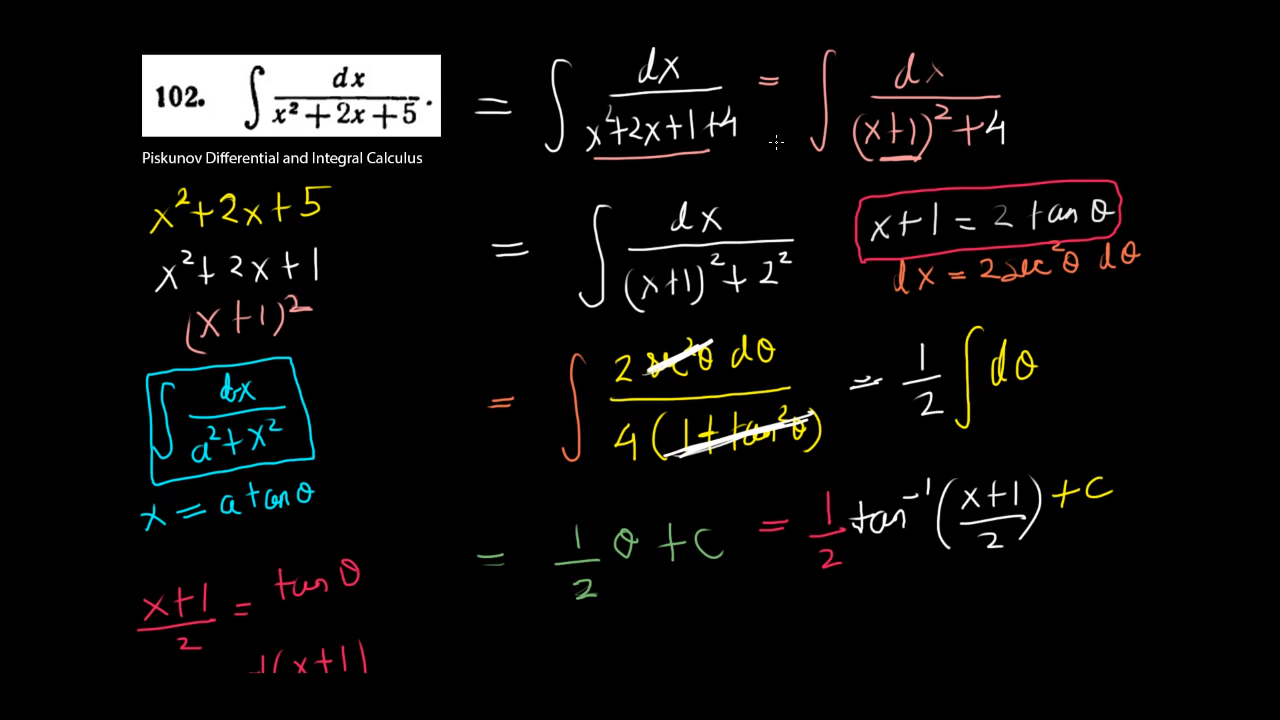 102. ∫ dx / (x² + 2x + 5) .
= ∫ dx / (x²+2x+1+4) = ∫ dx / ((x+1)² + 4)
Piskunov Differential and Integral Calculus
x²+2x+5
x²+2x+1
(x+1)²
= ∫ dx / ((x+1)² + 2²)
x+1 = 2 tan θ
dx = 2sec²θ dθ
∫ dx / (a²+x²)
x = a tan θ
= ∫ 2 sec²θ dθ / 4(1+tan²θ) = 1/2 ∫ dθ
= 1/2 θ + C = 1/2 tan⁻¹((x+1)/2) + C
(x+1)/2 = tan θ
(x+1)